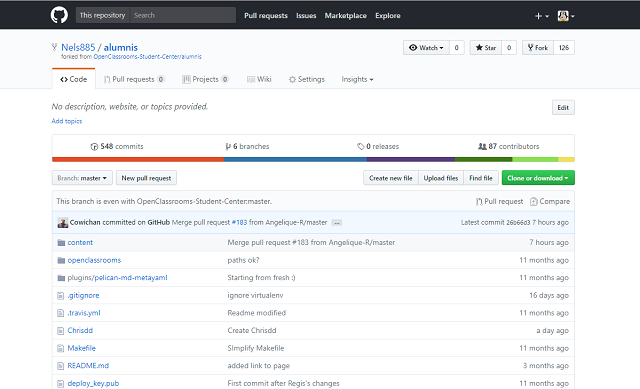 This repository Search Pull requests Issues Marketplace Explore
Nels885 / alumnis Watch 0 Star 0 Fork 126
forked from OpenClassrooms-Student-Center/alumnis
Code Pull requests 0 Projects 0 Wiki Settings Insights
No description, website, or topics provided. Edit
Add topics
548 commits 6 branches 0 releases 87 contributors
Branch: master New pull request Create new file Upload files Find file Clone or download
This branch is even with OpenClassrooms-Student-Center:master. Pull request Compare
Cowichan committed on GitHub Merge pull request #183 from Angelique-R/master ... Latest commit 26b66d3 7 hours ago
content Merge pull request #183 from Angelique-R/master 7 hours ago
openclassrooms paths ok? 11 months ago
plugins/pelican-md-metayaml Starting from fresh :) 11 months ago
.gitignore ignore virtualenv 16 days ago
.travis.yml Readme modified 11 months ago
Chrisdd Create Chrisdd a day ago
Makefile SImplify Makefile 11 months ago
README.md added link to page 3 months ago
deploy_key.pub First commit after Regis's changes 11 months ago